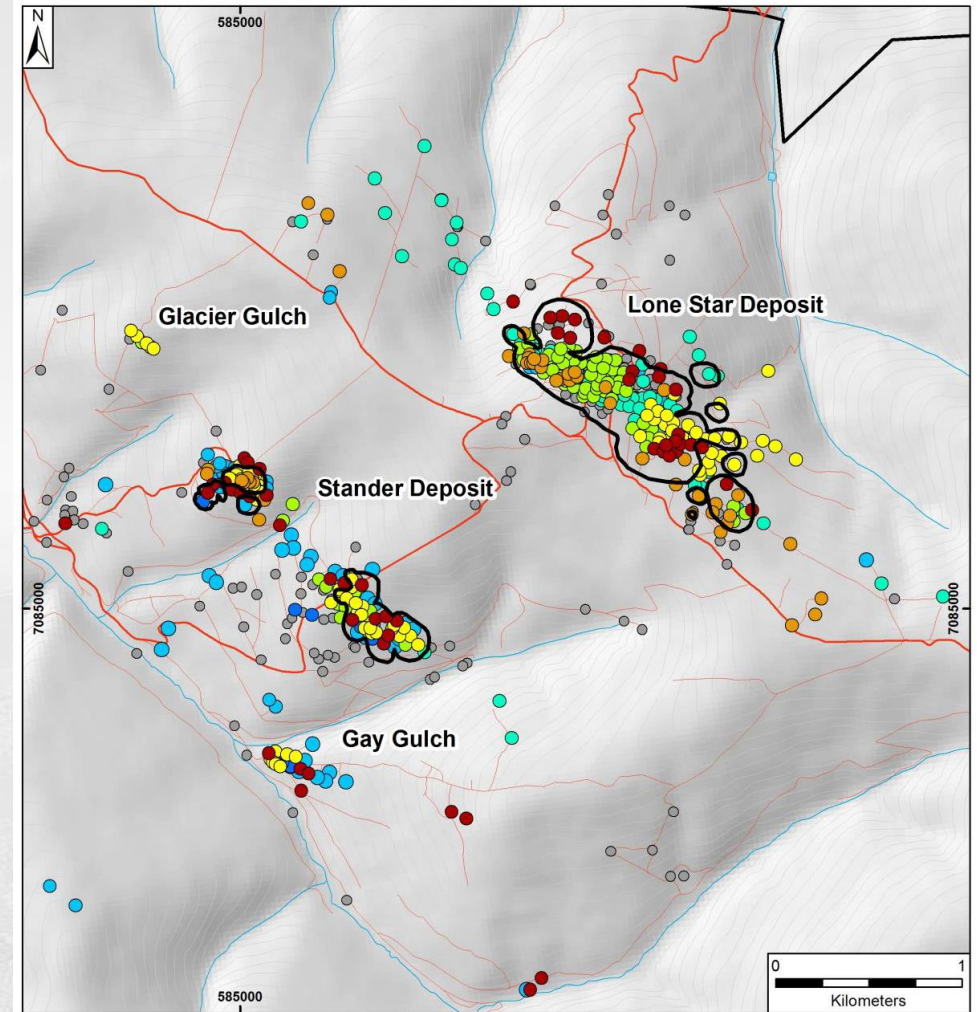 N
585000
Lone Star Deposit
Glacier Gulch
Stander Deposit
7085000
7085000
Gay Gulch
585000
0 1
Kilometers